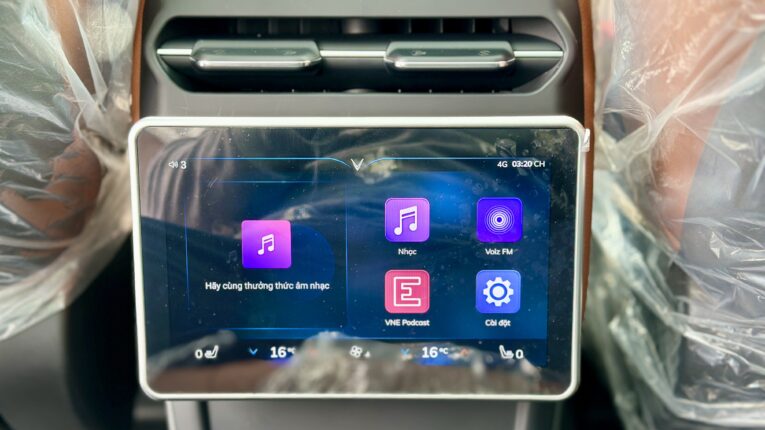 3
4G 03:20 CH
Hãy cùng thưởng thức âm nhạc
Nhạc
Voiz FM
VNE Podcast
Cài đặt
0
16°C
A
16°C
0